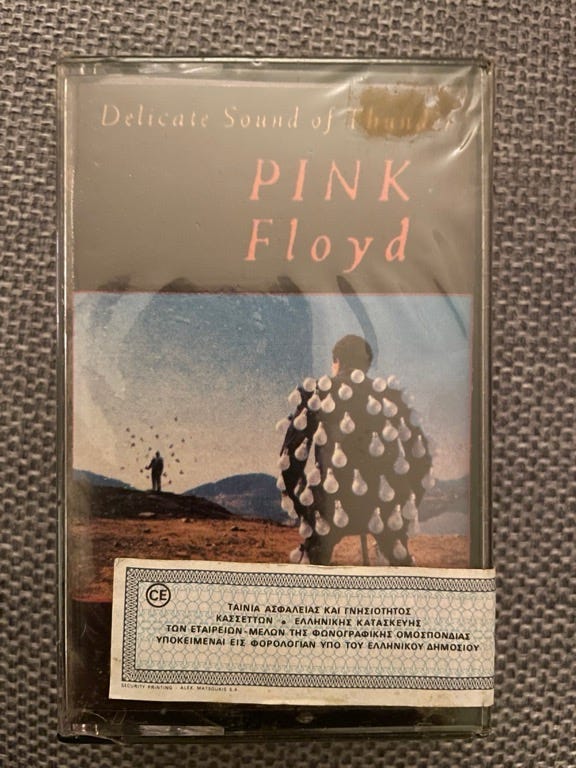 Delicate Sound of Thunder
PINK
Floyd
CE
ΤΑΙΝΙΑ ΑΣΦΑΛΕΙΑΣ ΚΑΙ ΓΝΗΣΙΟΤΗΤΟΣ
ΚΑΣΣΕΤΤΩΝ • ΕΛΛΗΝΙΚΗΣ ΚΑΤΑΣΚΕΥΗΣ
ΤΩΝ ΕΤΑΙΡΕΙΩΝ - ΜΕΛΩΝ ΤΗΣ ΦΩΝΟΓΡΑΦΙΚΗΣ ΟΜΟΣΠΟΝΔΙΑΣ
ΥΠΟΚΕΙΜΕΝΑΙ ΕΙΣ ΦΟΡΟΛΟΓΙΑΝ ΥΠΟ ΤΟΥ ΕΛΛΗΝΙΚΟΥ ΔΗΜΟΣΙΟΥ
SECURITY PRINTING - ALEX. MATSOUKIS S.A.